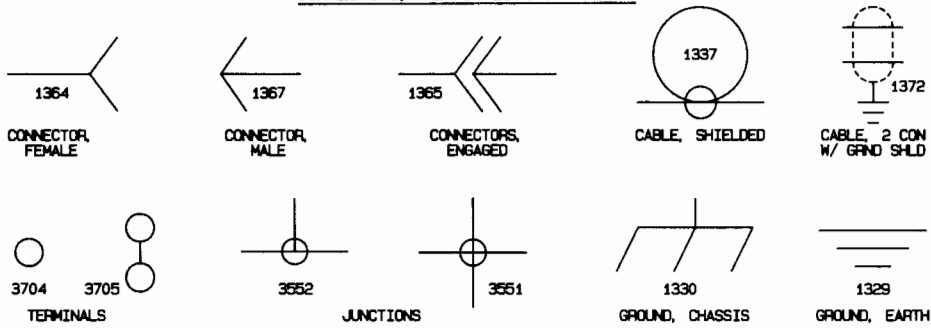 1364
1367
1365
1337
1372
CONNECTOR,
FEMALE
CONNECTOR,
MALE
CONNECTORS,
ENGAGED
CABLE, SHIELDED
CABLE, 2 CON
W/ GRND SHLD
3704
3705
3552
3551
1330
1329
TERMINALS
JUNCTIONS
GROUND, CHASSIS
GROUND, EARTH